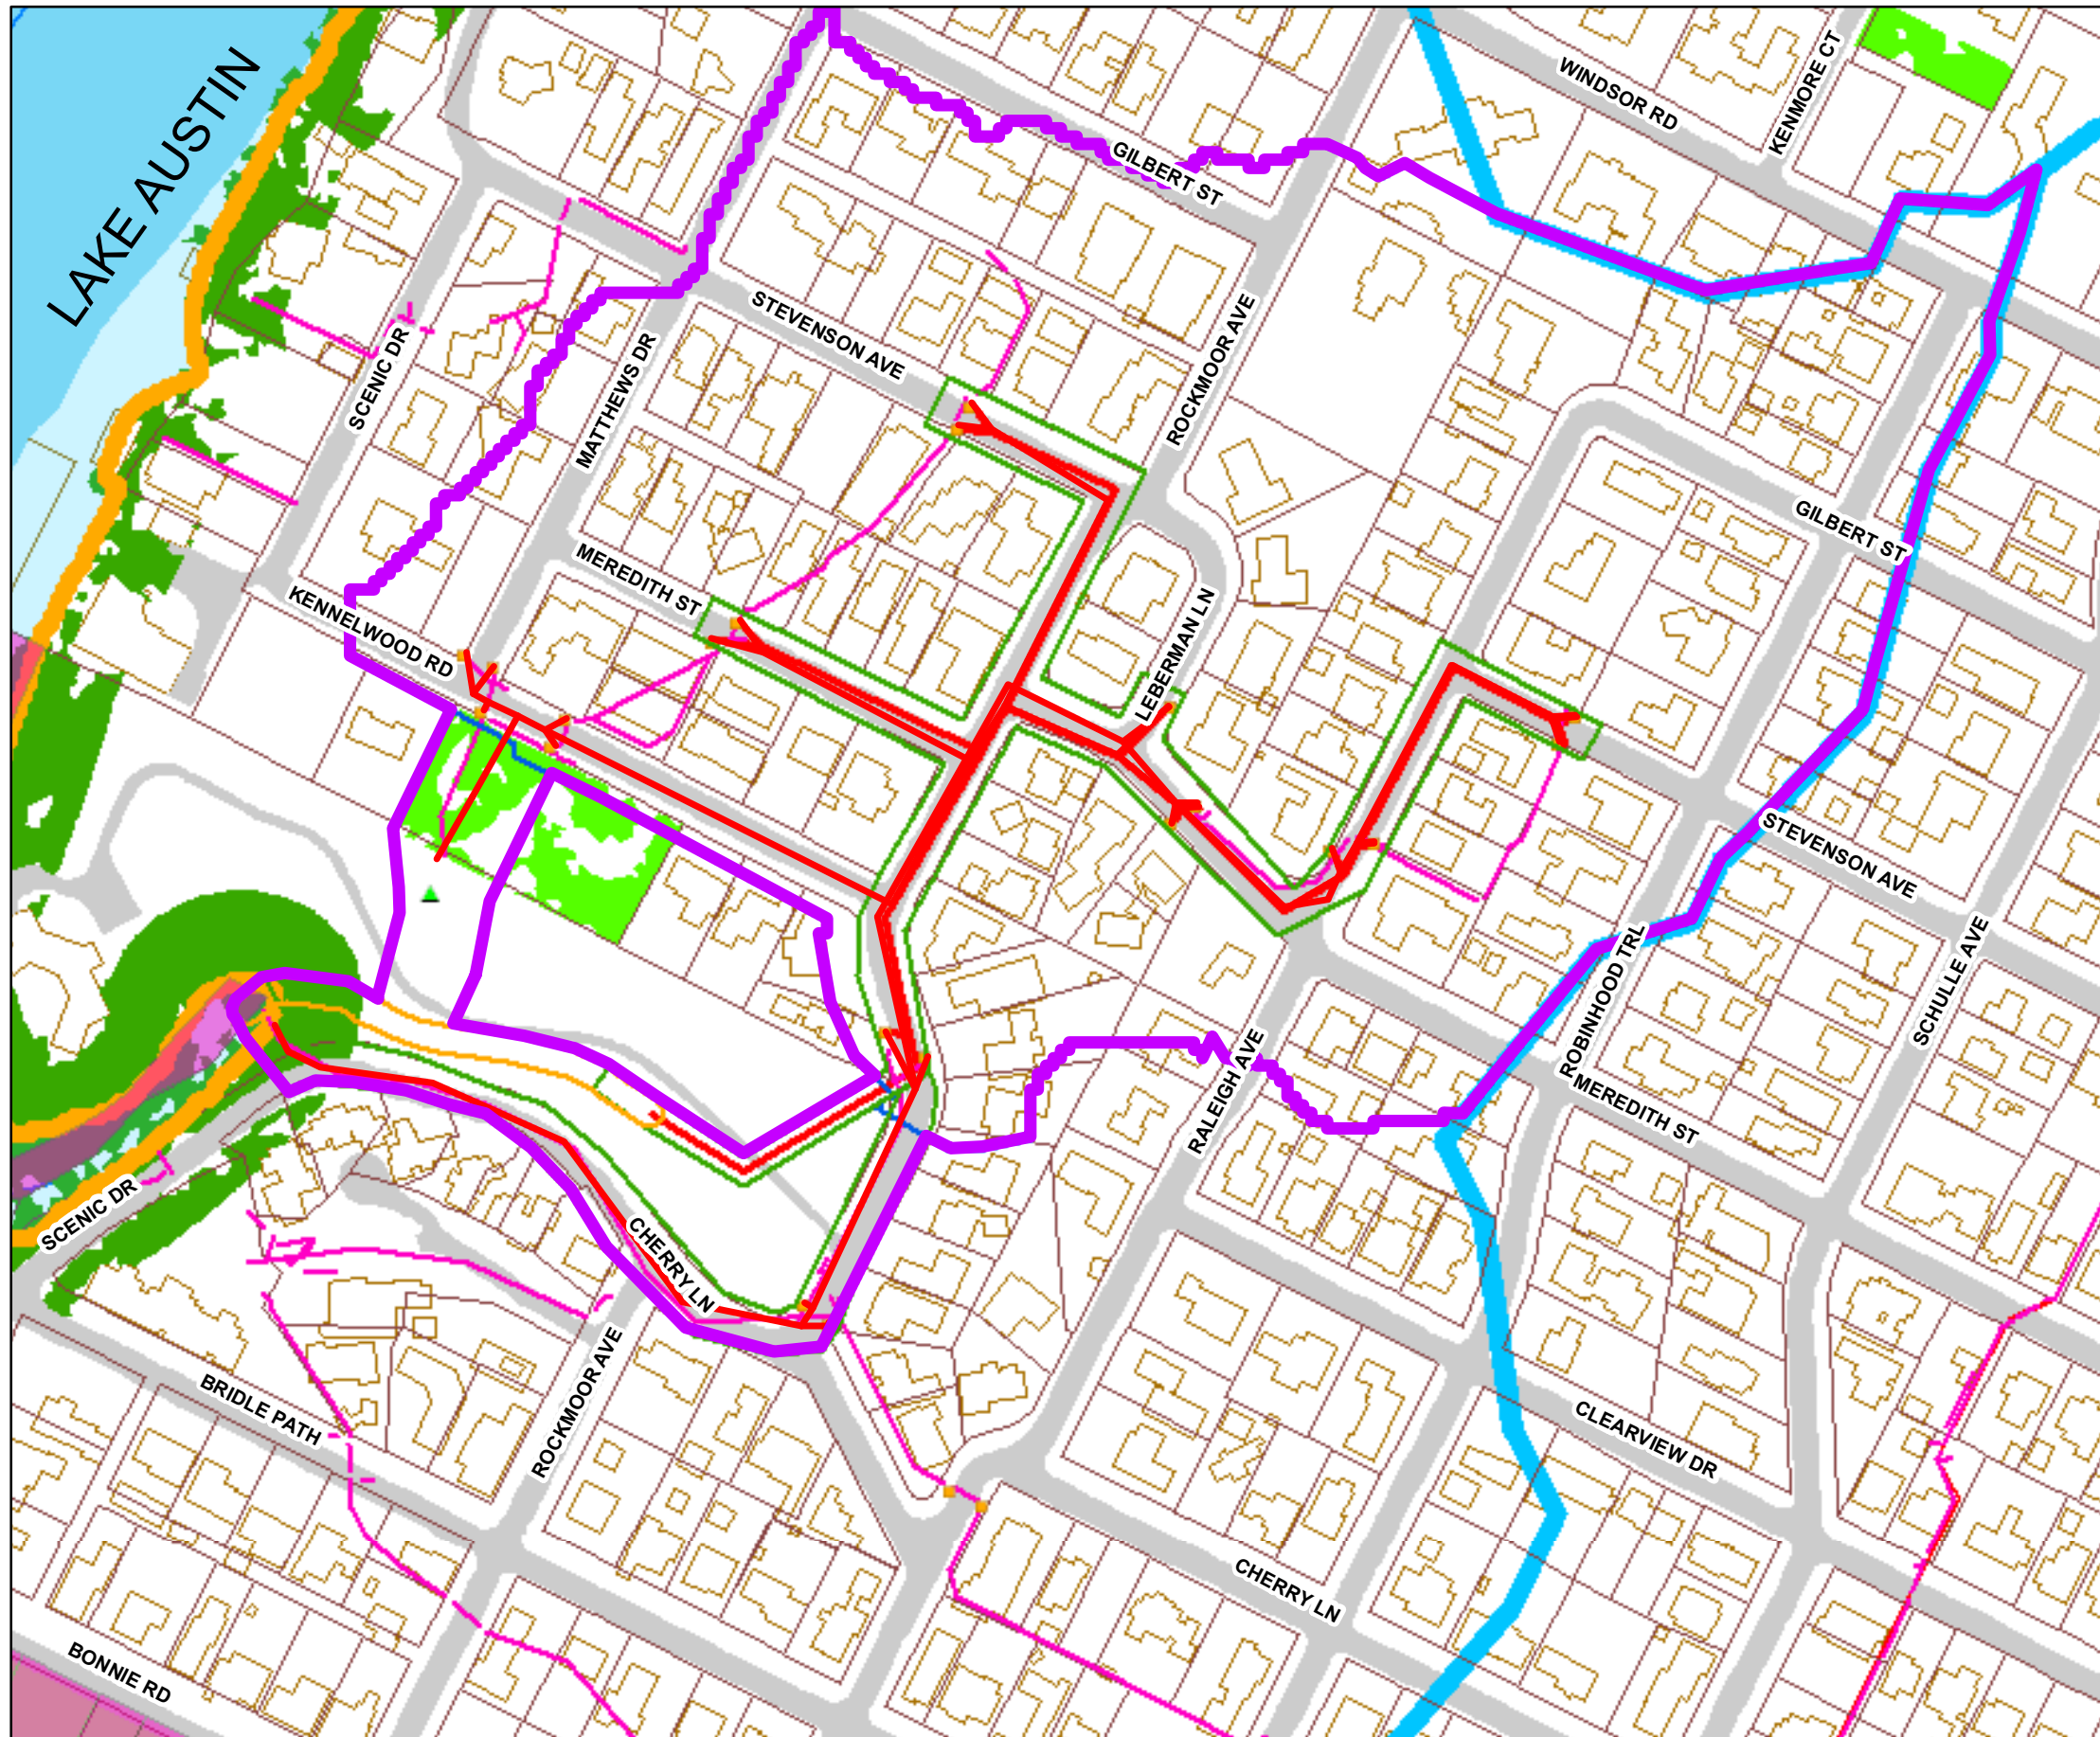 WINDSOR RD
KENMORE CT
LAKE AUSTIN
GILBERT ST
STEVENSON AVE
ROCKMOOR AVE
SCENIC DR
MATTHEWS DR
GILBERT ST
MEREDITH ST
KENNELWOOD RD
LEBERMAN LN
STEVENSON AVE
ROBINHOOD TRL
SCHULLE AVE
RALEIGH AVE
MEREDITH ST
SCENIC DR
CHERRY LN
ROCKMOOR AVE
BRIDLE PATH
CLEARVIEW DR
CHERRY LN
BONNIE RD